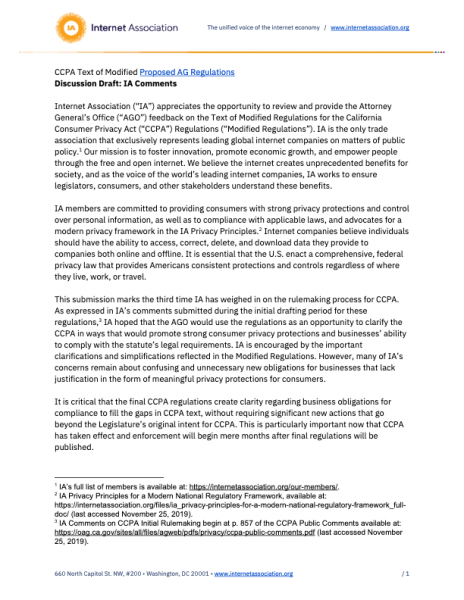 IA
Internet Association
The unified voice of the internet economy / www.internetassociation.org
CCPA Text of Modified Proposed AG Regulations
Discussion Draft: IA Comments
Internet Association (“IA”) appreciates the opportunity to review and provide the Attorney
General’s Office (“AGO”) feedback on the Text of Modified Regulations for the California
Consumer Privacy Act (“CCPA”) Regulations (“Modified Regulations”). IA is the only trade
association that exclusively represents leading global internet companies on matters of public
policy.¹ Our mission is to foster innovation, promote economic growth, and empower people
through the free and open internet. We believe the internet creates unprecedented benefits for
society, and as the voice of the world’s leading internet companies, IA works to ensure
legislators, consumers, and other stakeholders understand these benefits.
IA members are committed to providing consumers with strong privacy protections and control
over personal information, as well as to compliance with applicable laws, and advocates for a
modern privacy framework in the IA Privacy Principles.² Internet companies believe individuals
should have the ability to access, correct, delete, and download data they provide to
companies both online and offline. It is essential that the U.S. enact a comprehensive, federal
privacy law that provides Americans consistent protections and controls regardless of where
they live, work, or travel.
This submission marks the third time IA has weighed in on the rulemaking process for CCPA.
As expressed in IA’s comments submitted during the initial drafting period for these
regulations,³ IA hoped that the AGO would use the regulations as an opportunity to clarify the
CCPA in ways that would promote strong consumer privacy protections and businesses’ ability
to comply with the statute’s legal requirements. IA is encouraged by the important
clarifications and simplifications reflected in the Modified Regulations. However, many of IA’s
concerns remain about confusing and unnecessary new obligations for businesses that lack
justification in the form of meaningful privacy protections for consumers.
It is critical that the final CCPA regulations create clarity regarding business obligations for
compliance to fill the gaps in CCPA text, without requiring significant new actions that go
beyond the Legislature’s original intent for CCPA. This is particularly important now that CCPA
has taken effect and enforcement will begin mere months after final regulations will be
published.
¹ IA’s full list of members is available at: https://internetassociation.org/our-members/.
² IA Privacy Principles for a Modern National Regulatory Framework, available at:
https://internetassociation.org/files/ia_privacy-principles-for-a-modern-national-regulatory-framework_full-
doc/ (last accessed November 25, 2019).
³ IA Comments on CCPA Initial Rulemaking begin at p. 857 of the CCPA Public Comments available at:
https://oag.ca.gov/sites/all/files/agweb/pdfs/privacy/ccpa-public-comments.pdf (last accessed November
25, 2019).
660 North Capitol St. NW, #200 • Washington, DC 20001 • www.internetassociation.org
/ 1